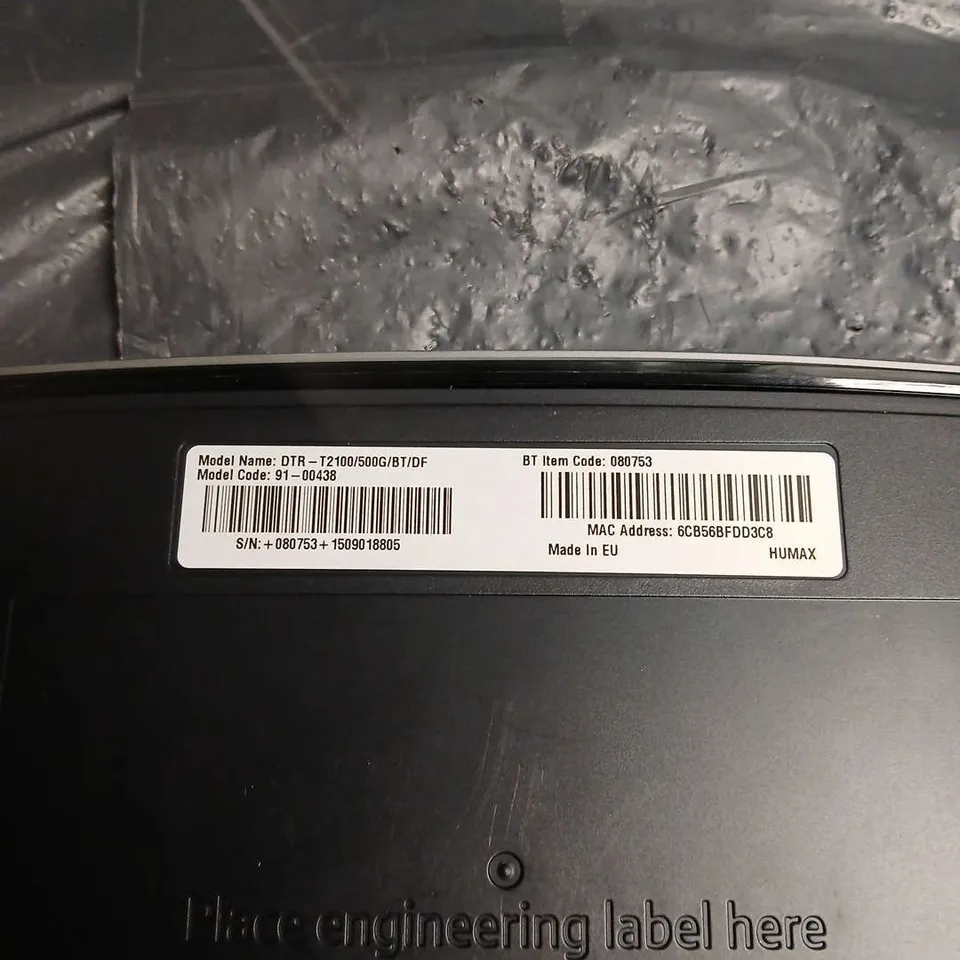 Model Name: DTR-T2100/500G/BT/DF
Model Code: 91-00438
S/N:+080753+1509018805
BT Item Code: 080753
MAC Address: 6CB56BFDD3C8
Made In EU
HUMAX
Place engineering label here